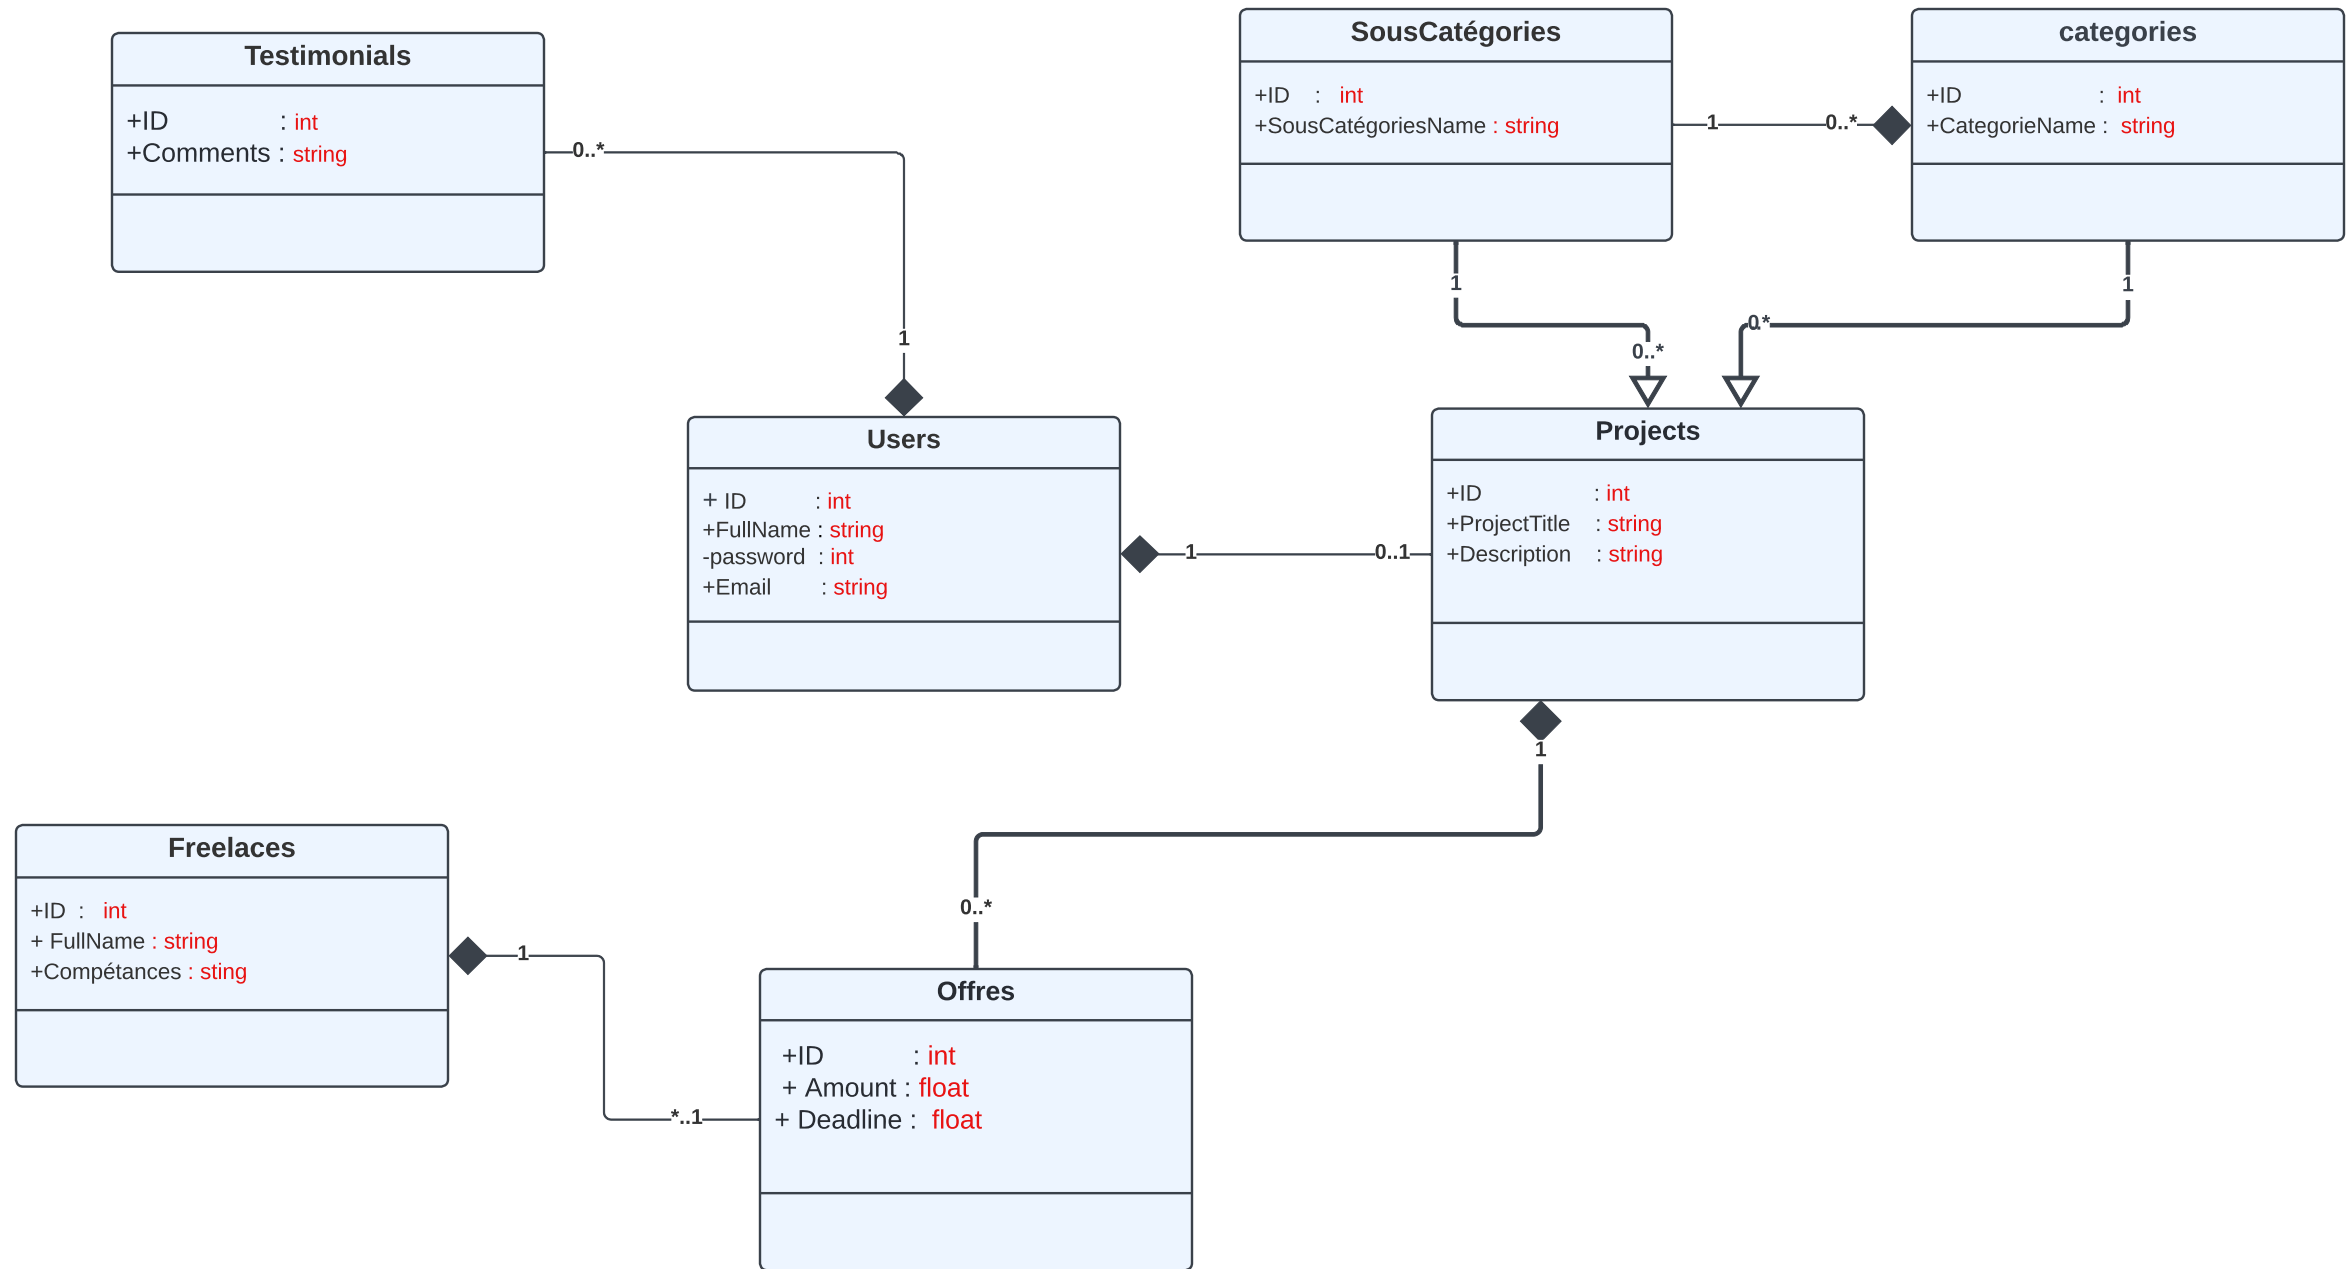 Testimonials
+ID : int
+Comments : string
SousCatégories
+ID : int
+SousCatégoriesName : string
categories
+ID : int
+CategorieName : string
1
0..*
0..*
1
1
1
0..*
0.*
Users
+ ID : int
+FullName : string
-password : int
+Email : string
Projects
+ID : int
+ProjectTitle : string
+Description : string
1
0..1
1
0..*
Freelaces
+ID : int
+ FullName : string
+Compétances : sting
1
*..1
Offres
+ID : int
+ Amount : float
+ Deadline : float